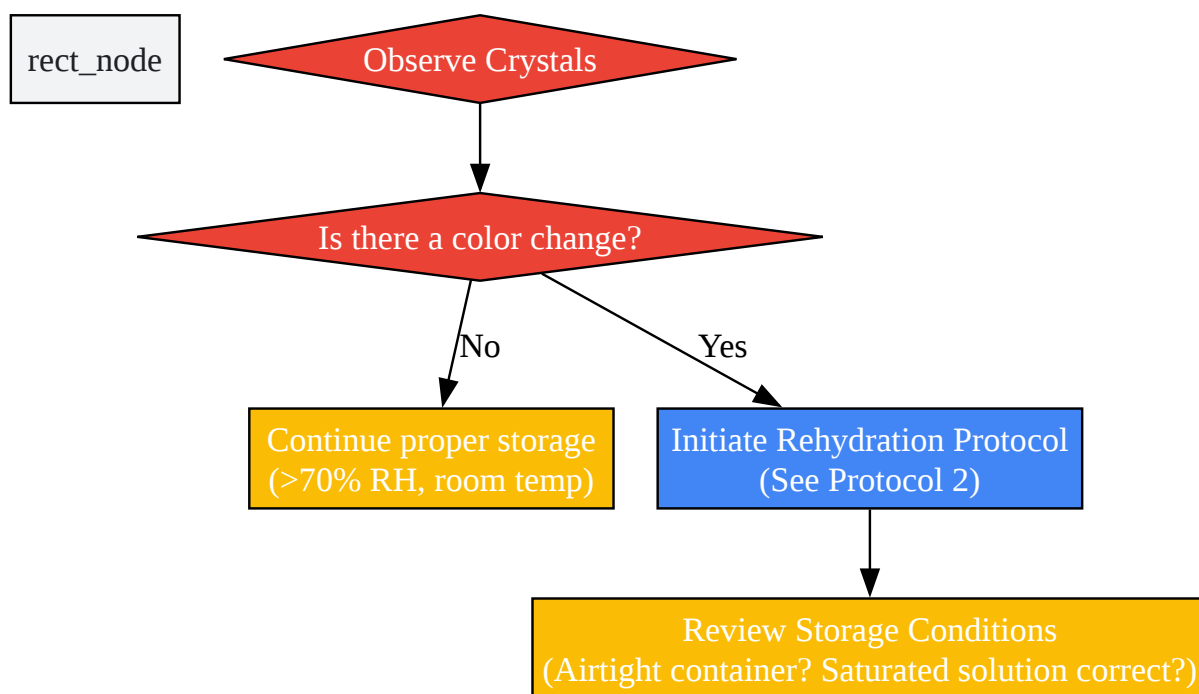 rect_node
Observe Crystals
Is there a color change?
No
Yes
Continue proper storage
(>70% RH, room temp)
Initiate Rehydration Protocol
(See Protocol 2)
Review Storage Conditions
(Airtight container? Saturated solution correct?)